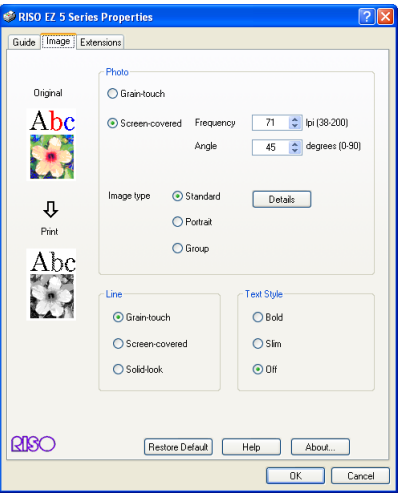 RISO EZ 5 Series Properties
Guide Image Extensions
Photo
Original
Grain-touch
Abc
Screen-covered Frequency 71 lpi (38-200)
Angle 45 degrees (0-90)
Image type Standard Details
Print
Portrait
Abc
Group
Line
Text Style
Grain-touch
Bold
Screen-covered
Slim
Solid-look
Off
RISO
Restore Default Help About...
OK Cancel